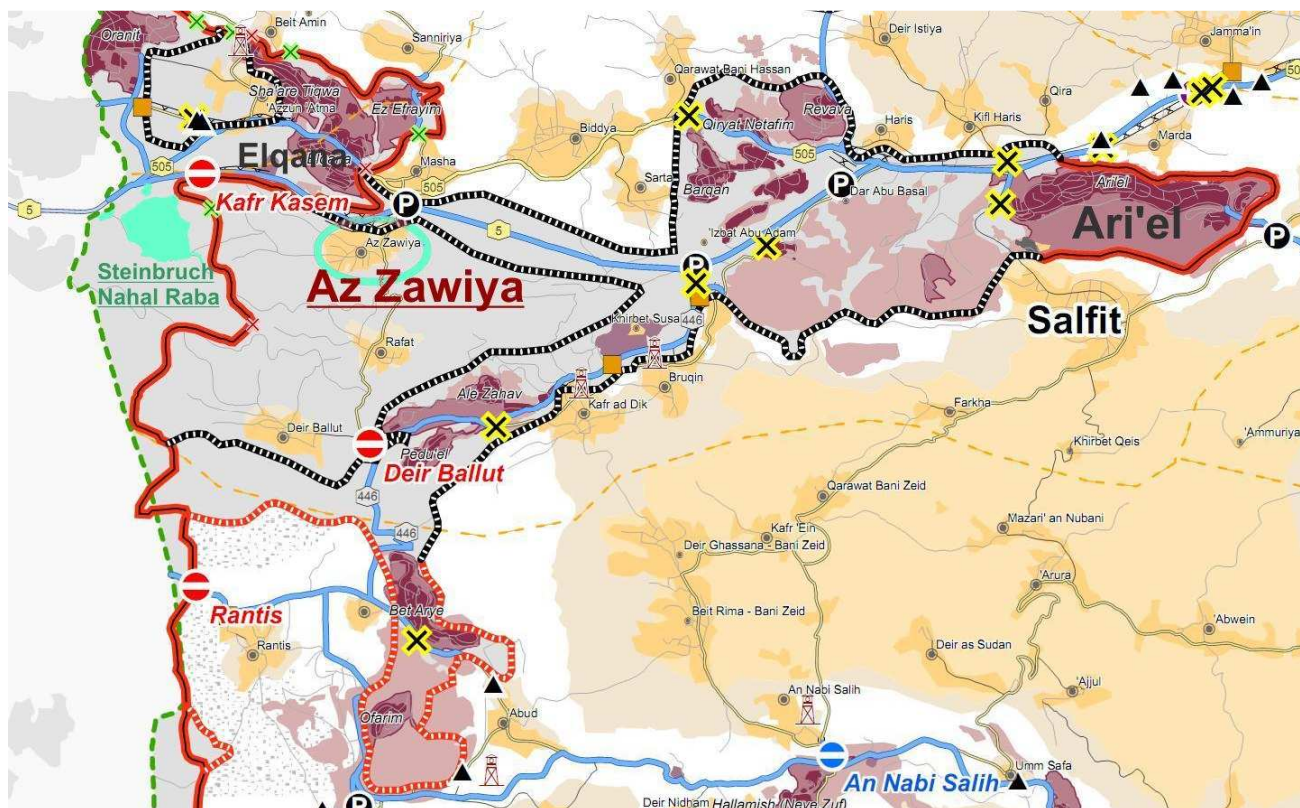 Oranit
Beit Amin
Sanniriya
Deir Istiya
Jamma'in
505
Qarawat Bani Hassan
Sha'are Tiqwa
'Azzun 'Atma
Ez Efrayim
Qiryat Netafim
Revava
Qira
Biddya
Haris
Kifl Haris
Marda
Elqana
Elqana
505
Masha
505
505
Sarta
Barqan
Ari'el
Kafr Kasem
5
P
P
Dar Abu Basal
Ari'el
5
Az Zawiya
'Izbat Abu Adam
P
Steinbruch
Nahal Raba
Az Zawiya
P
446
Khirbet Susa
Salfit
Rafat
Bruqin
Ale Zahav
Kafr ad Dik
Farkha
Deir Ballut
Khirbet Qeis
'Ammuriya
Pedu'el
Deir Ballut
446
Qarawat Bani Zeid
446
Mazari' an Nubani
Kafr 'Ein
Deir Ghassana - Bani Zeid
'Arura
Rantis
Bet Arye
Beit Rima - Bani Zeid
'Abwein
Rantis
Deir as Sudan
'Ajjul
An Nabi Salih
Ofarim
'Abud
An Nabi Salih
Umm Safa
P
Deir Nidham
Hallamish (Neve Zuf)